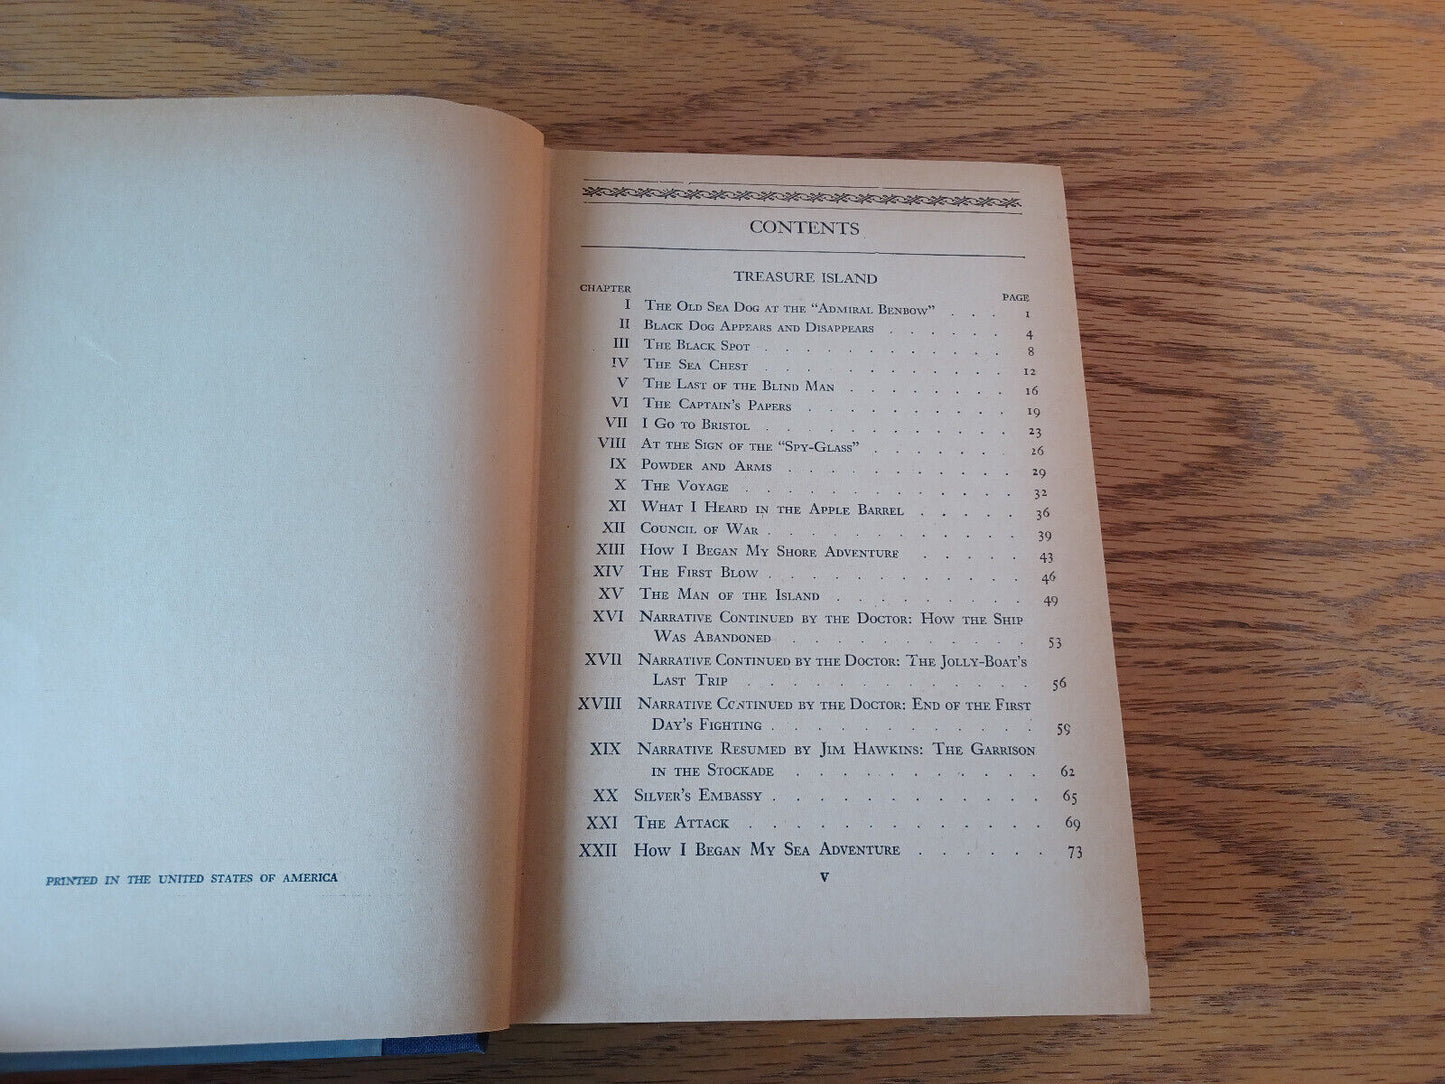 PRINTED IN THE UNITED STATES OF AMERICA
CONTENTS
TREASURE ISLAND
CHAPTER PAGE
I The Old Sea Dog at the “Admiral Benbow” . . . 1
II Black Dog Appears and Disappears . . . . . . 4
III The Black Spot . . . . . . . . . . . . 8
IV The Sea Chest . . . . . . . . . . . . 12
V The Last of the Blind Man . . . . . . . . 16
VI The Captain’s Papers . . . . . . . . . . 19
VII I Go to Bristol . . . . . . . . . . . . 23
VIII At the Sign of the “Spy-Glass” . . . . . . . 26
IX Powder and Arms . . . . . . . . . . . 29
X The Voyage . . . . . . . . . . . . . 32
XI What I Heard in the Apple Barrel . . . . . 36
XII Council of War . . . . . . . . . . . . 39
XIII How I Began My Shore Adventure . . . . . 43
XIV The First Blow . . . . . . . . . . . . 46
XV The Man of the Island . . . . . . . . . 49
XVI Narrative Continued by the Doctor: How the Ship
Was Abandoned . . . . . . . . . . . 53
XVII Narrative Continued by the Doctor: The Jolly-Boat’s
Last Trip . . . . . . . . . . . . . 56
XVIII Narrative Continued by the Doctor: End of the First
Day’s Fighting . . . . . . . . . . . . 59
XIX Narrative Resumed by Jim Hawkins: The Garrison
in the Stockade . . . . . . . . . . . 62
XX Silver’s Embassy . . . . . . . . . . . . 65
XXI The Attack . . . . . . . . . . . . . 69
XXII How I Began My Sea Adventure . . . . . . 73
V